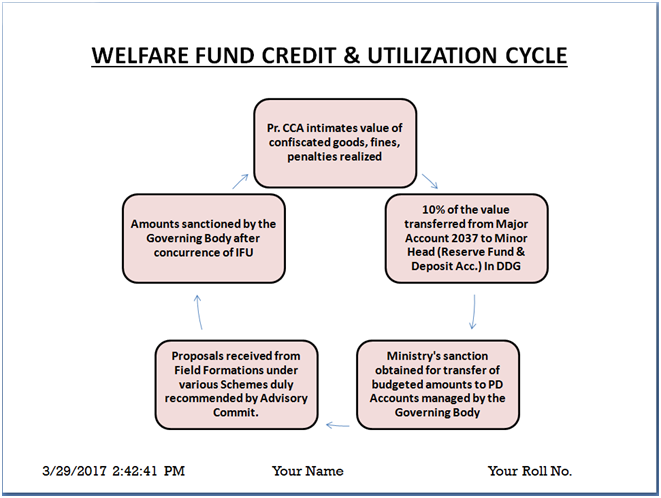 WELFARE FUND CREDIT & UTILIZATION CYCLE
Pr. CCA intimates value of
confiscated goods, fines,
penalties realized
10% of the value
transferred from Major
Account 2037 to Minor
Head (Reserve Fund &
Deposit Acc.) In DDG
Ministry's sanction
obtained for transfer of
budgeted amounts to PD
Accounts managed by the
Governing Body
Proposals received from
Field Formations under
various Schemes duly
recommended by Advisory
Commit.
Amounts sanctioned by the
Governing Body after
concurrence of IFU
3/29/2017 2:42:41 PM
Your Name
Your Roll No.